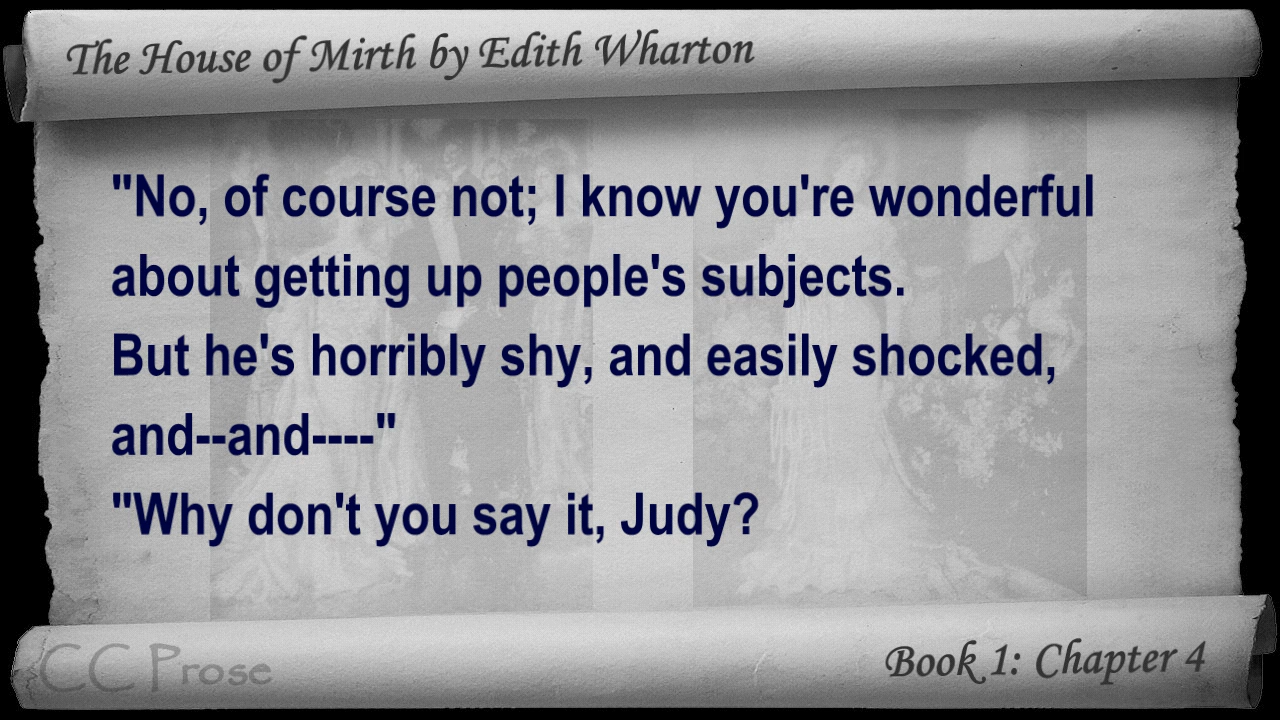 The House of Mirth by Edith Wharton
"No, of course not; I know you're wonderful
about getting up people's subjects.
But he's horribly shy, and easily shocked,
and--and----"
"Why don't you say it, Judy?
CC Prose
Book 1: Chapter 4